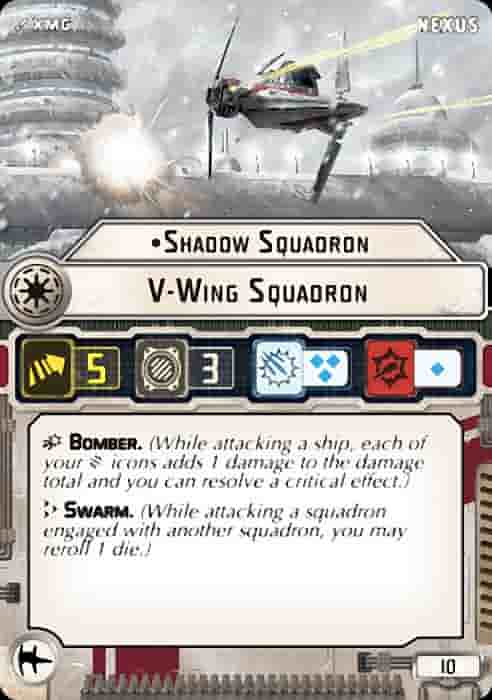 XMG
NEXUS
•SHADOW SQUADRON
V-WING SQUADRON
5
3
BOMBER. (While attacking a ship, each of
your icons adds 1 damage to the damage
total and you can resolve a critical effect.)
SWARM. (While attacking a squadron
engaged with another squadron, you may
reroll 1 die.)
10